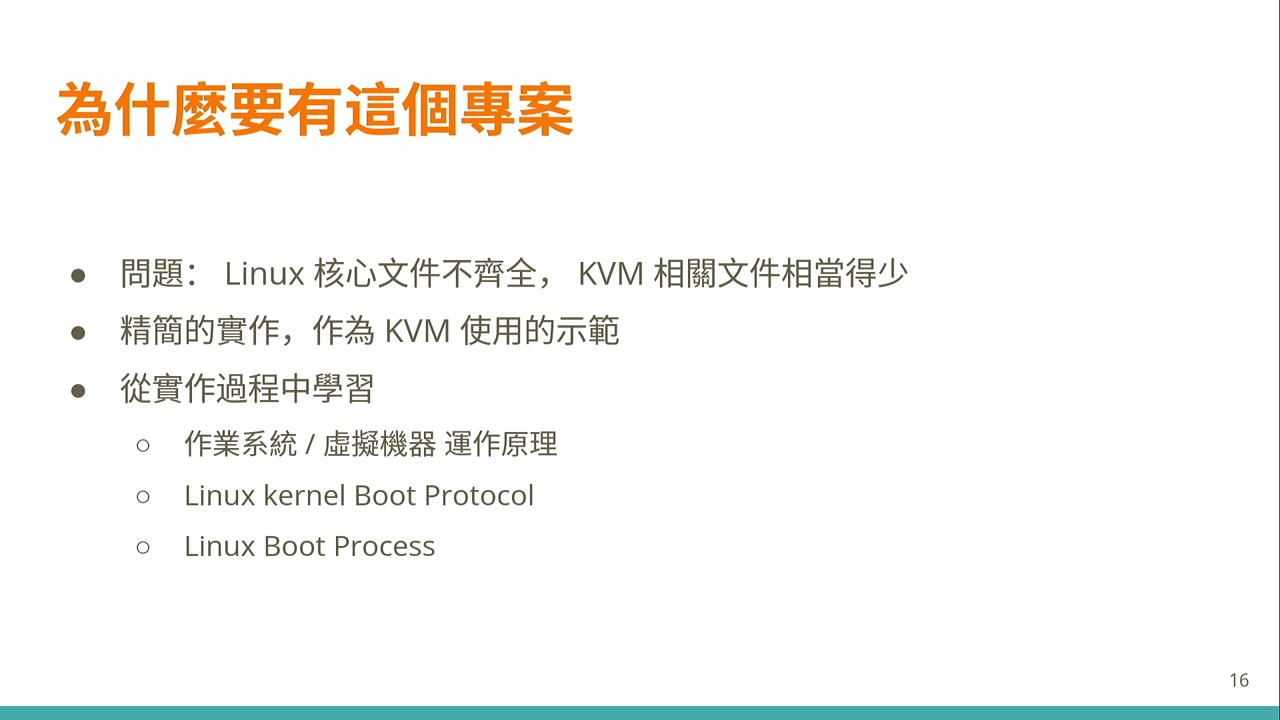 為什麼要有這個專案
● 問題： Linux 核心文件不齊全， KVM 相關文件相當得少
● 精簡的實作，作為 KVM 使用的示範
● 從實作過程中學習
○ 作業系統 / 虛擬機器 運作原理
○ Linux kernel Boot Protocol
○ Linux Boot Process
16